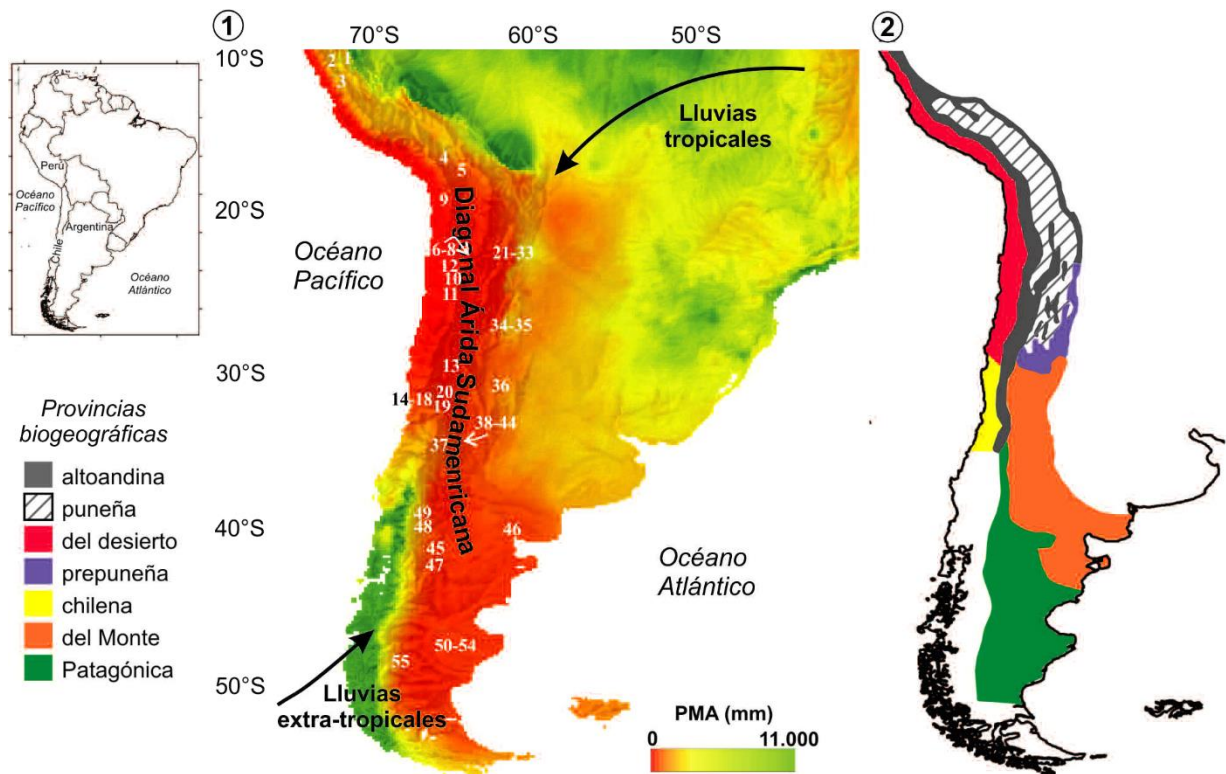 1
2
70°S
60°S
50°S
10°S
20°S
30°S
40°S
50°S
Perú
Océano
Pacífico
Argentina
Chile
Océano
Atlántico
Lluvias
tropicales
Océano
Pacífico
Diagonal Árida Sudamenricana
Océano
Atlántico
Lluvias
extra-tropicales
1
2
3
4
5
9
6-8
21-33
12
10
11
34-35
13
36
20
14-18
19
38-44
37
49
48
46
45
47
50-54
55
PMA (mm)
0
11.000
Provincias
biogeográficas
altoandina
puneña
del desierto
prepuneña
chilena
del Monte
Patagónica